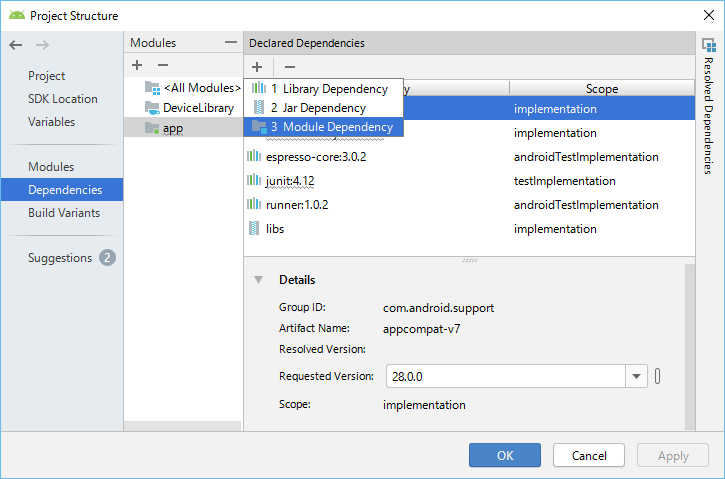 Project Structure
Project
SDK Location
Variables
Modules
Dependencies
Build Variants
Suggestions 2
Modules
<All Modules>
DeviceLibrary
app
Declared Dependencies
1 Library Dependency
2 Jar Dependency
3 Module Dependency
Scope
implementation
implementation
espresso-core:3.0.2 androidTestImplementation
junit:4.12 testImplementation
runner:1.0.2 androidTestImplementation
libs implementation
Details
Group ID: com.android.support
Artifact Name: appcompat-v7
Resolved Version:
Requested Version: 28.0.0
Scope: implementation
Resolved Dependencies
OK Cancel Apply